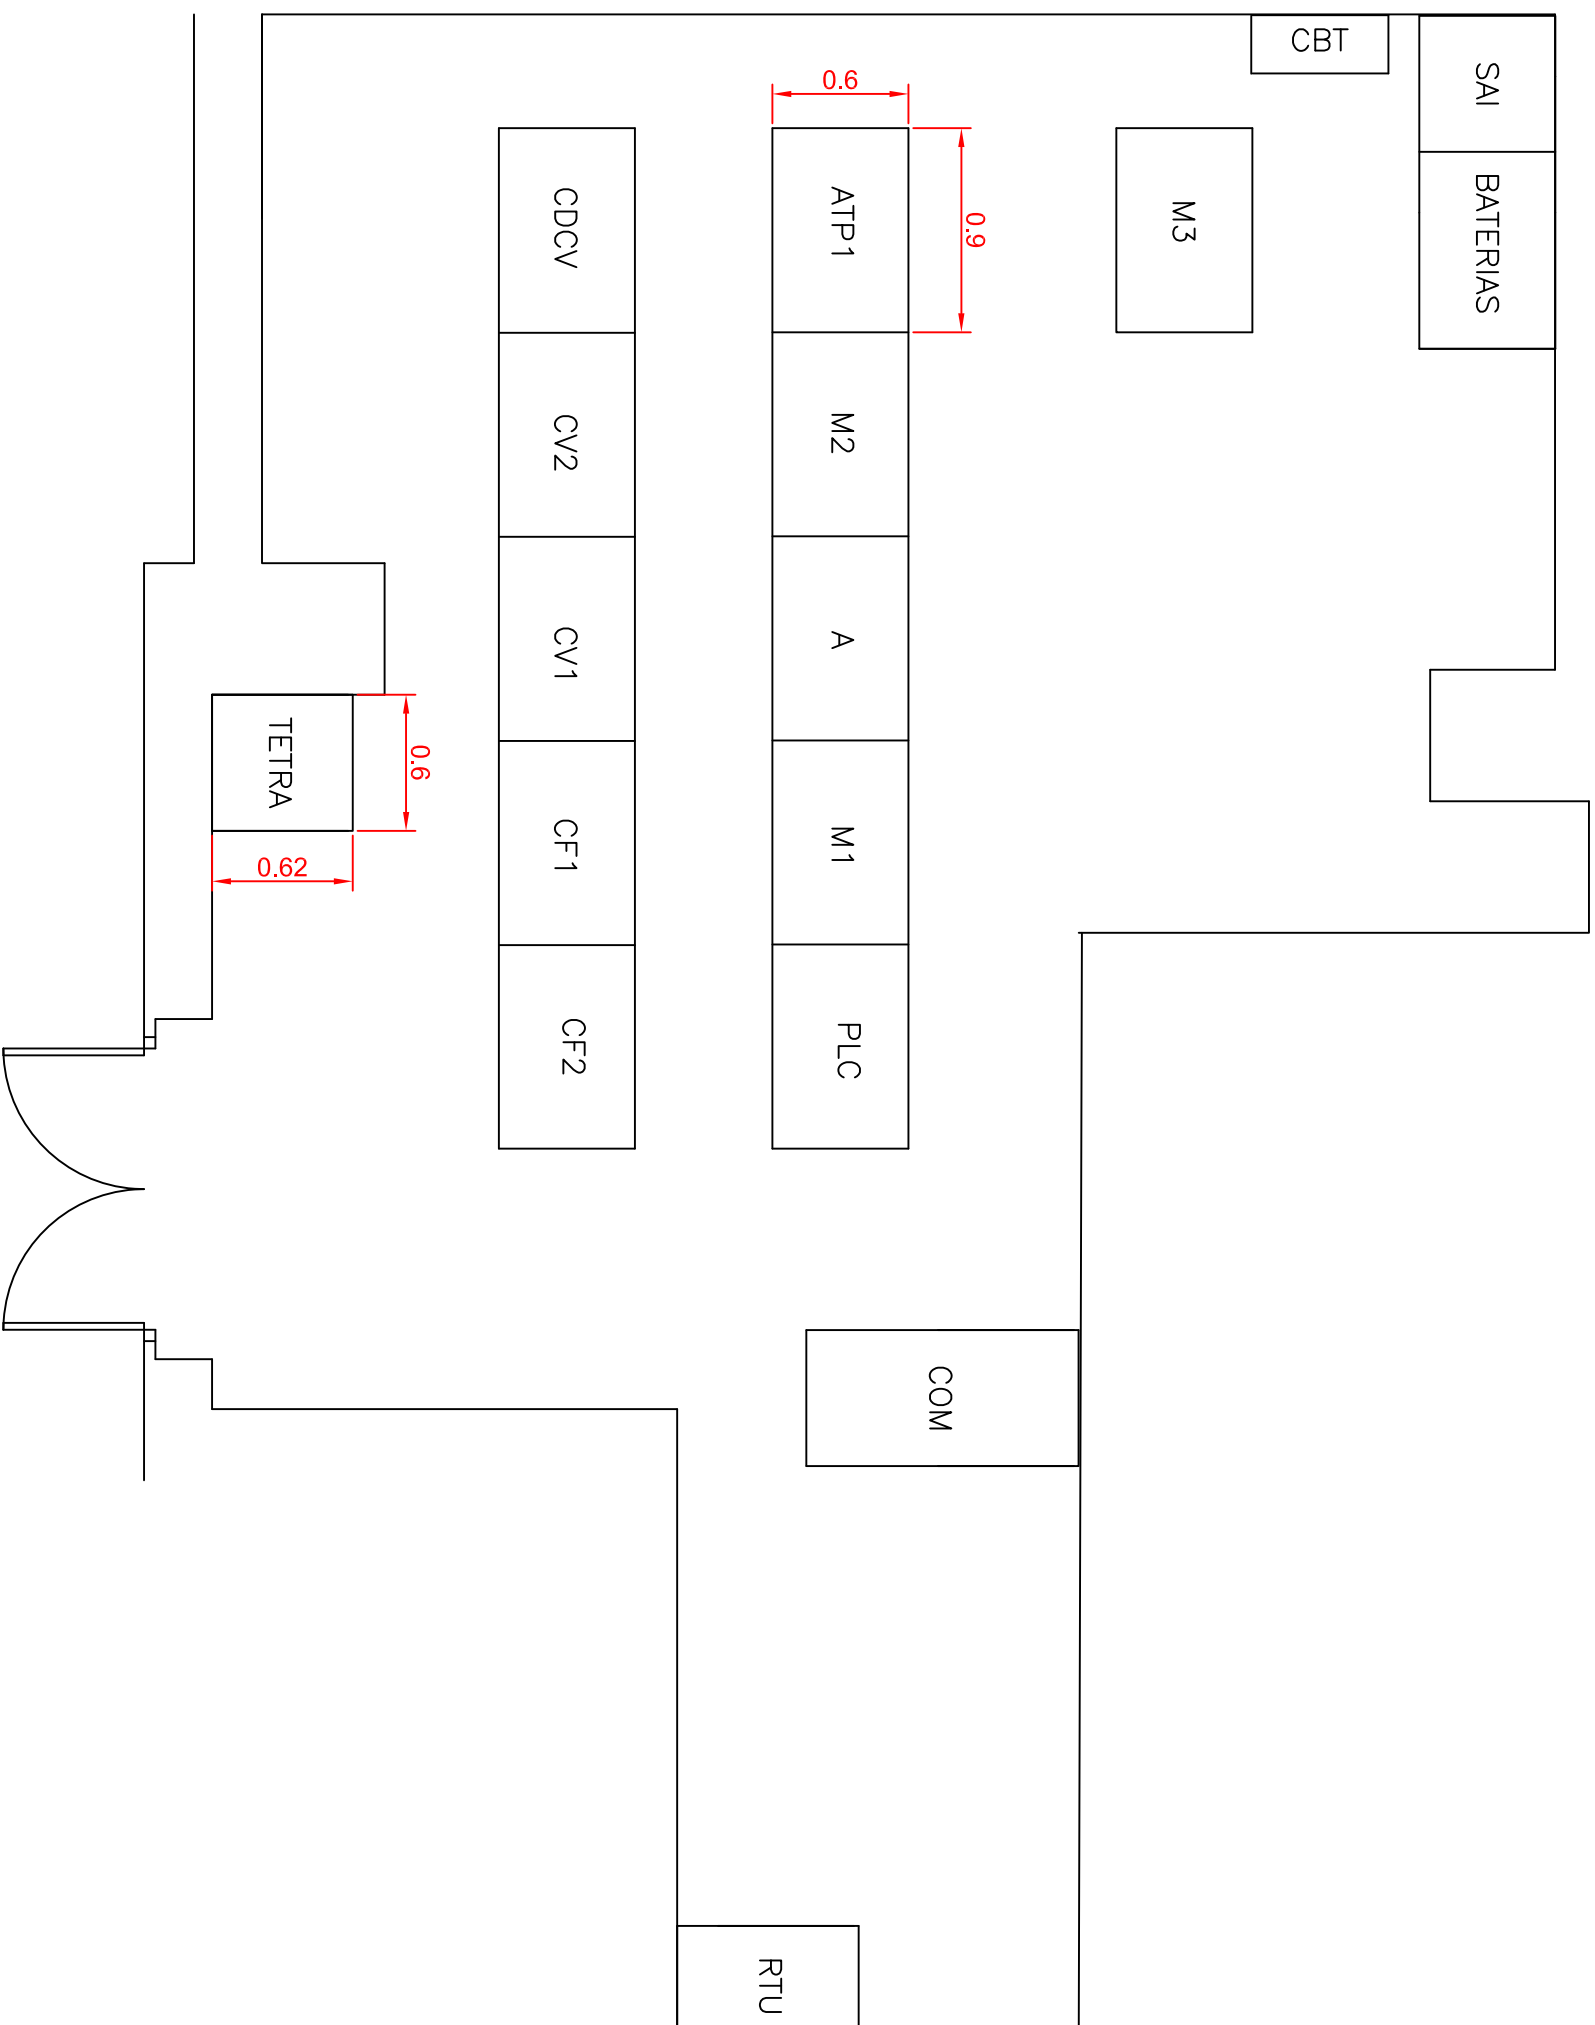 CBT
SAI
0.6
CDCV
ATP1
0.9
M3
BATERIAS
CV2
M2
CV1
A
TETRA
0.6
CF1
M1
0.62
CF2
PLC
COM
RTU